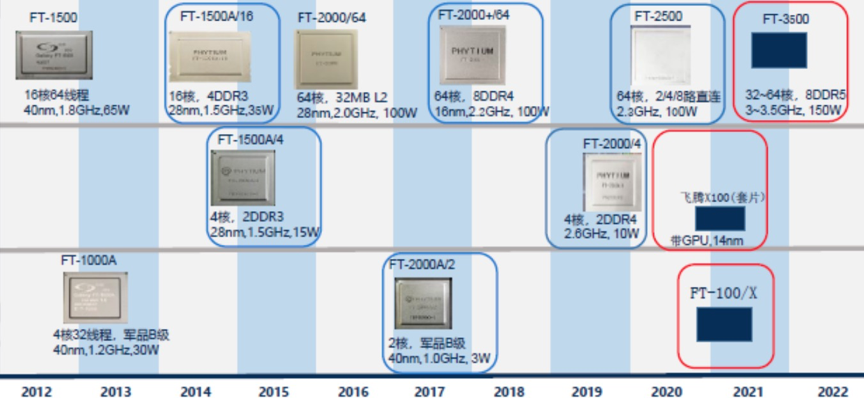 FT-1500
FT-1500A/16
FT-2000/64
FT-2000+/64
FT-2500
FT-3500
PHYTIUM
PHYTIUM
16核64线程
40nm,1.8GHz,65W
16核，4DDR3
28nm,1.5GHz,35W
64核，32MB L2
28nm,2.0GHz, 100W
64核，8DDR4
16nm,2.2GHz, 100W
64核，2/4/8路直连
2.3GHz, 100W
32~64核，8DDR5
3~3.5GHz, 150W
FT-1500A/4
FT-2000/4
PHYTIUM
飞腾X100(套片)
4核，2DDR3
28nm,1.5GHz,15W
4核，2DDR4
2.6GHz, 10W
带GPU,14nm
FT-1000A
FT-2000A/2
FT-100/X
4核32线程，军品B级
40nm,1.2GHz,30W
2核，军品B级
40nm,1.0GHz, 3W
2012 2013 2014 2015 2016 2017 2018 2019 2020 2021 2022